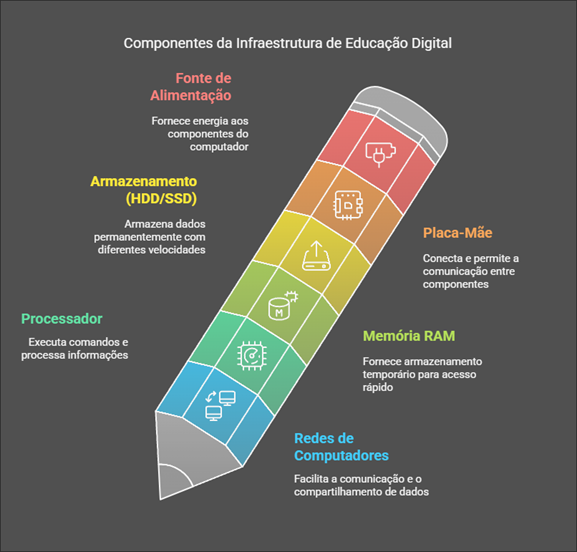 Componentes da Infraestrutura de Educação Digital
Fonte de
Alimentação
Fornece energia aos
componentes do
computador
Armazenamento
(HDD/SSD)
Armazena dados
permanentemente com
diferentes velocidades
Placa-Mãe
Conecta e permite a
comunicação entre
componentes
Processador
Executa comandos e
processa informações
Memória RAM
Fornece armazenamento
temporário para acesso
rápido
M
Redes de
Computadores
Facilita a comunicação e o
compartilhamento de dados